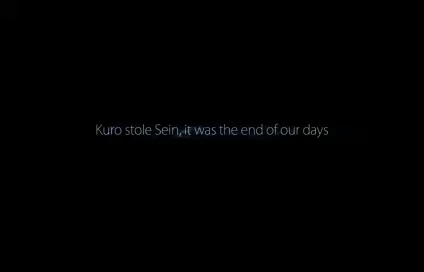 Kuro stole Sein, it was the end of our days